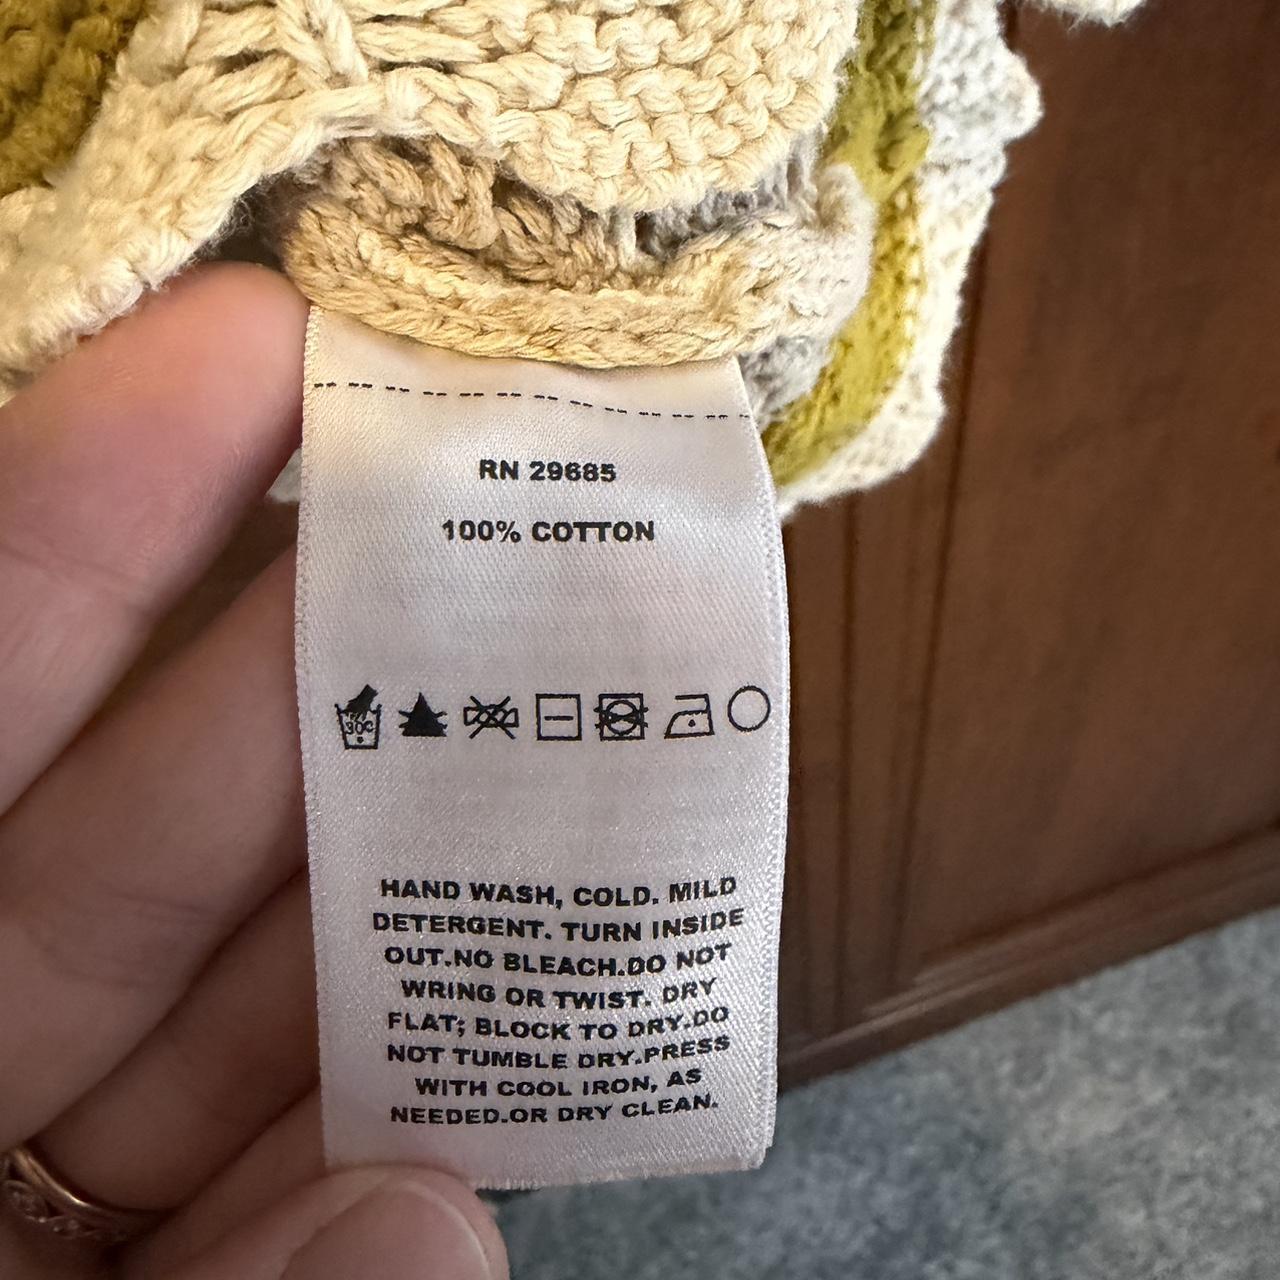 RN 29685
100% COTTON
30C
HAND WASH, COLD. MILD
DETERGENT. TURN INSIDE
OUT.NO BLEACH.DO NOT
WRING OR TWIST. DRY
FLAT; BLOCK TO DRY.DO
NOT TUMBLE DRY.PRESS
WITH COOL IRON, AS
NEEDED.OR DRY CLEAN.